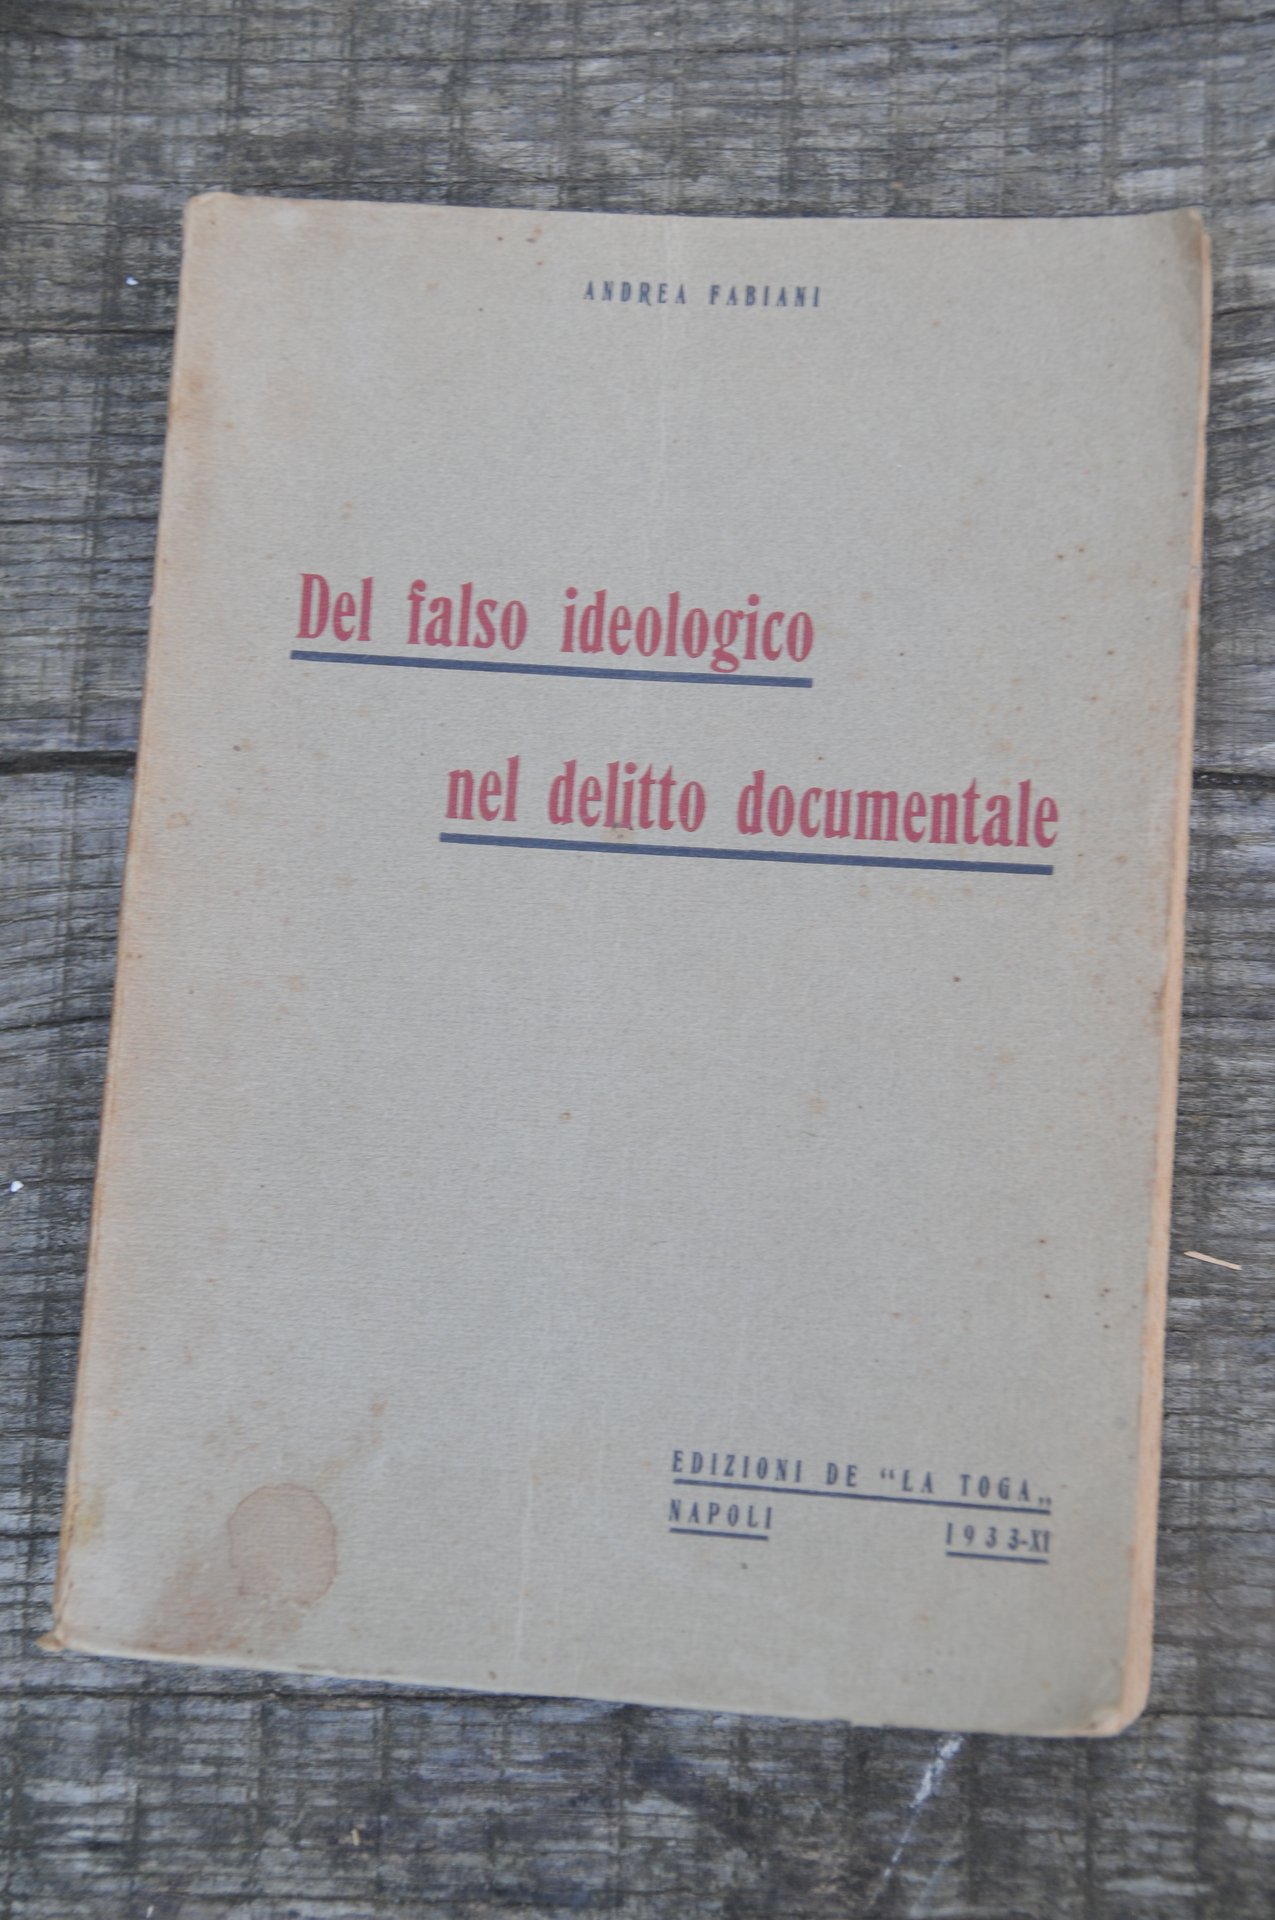 ANDREA FABIANI
Del falso ideologico
nel delitto documentale
EDIZIONI DE "LA TOGA„
NAPOLI 1933-XI